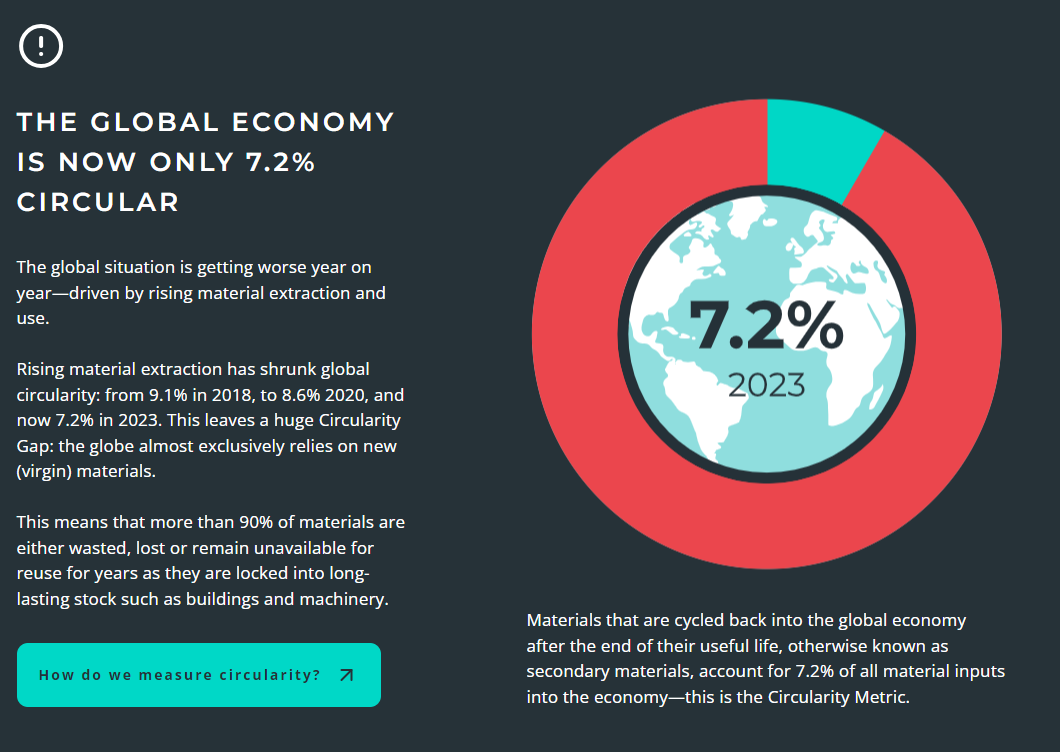 THE GLOBAL ECONOMY
IS NOW ONLY 7.2%
CIRCULAR
The global situation is getting worse year on
year—driven by rising material extraction and
use.
Rising material extraction has shrunk global
circularity: from 9.1% in 2018, to 8.6% 2020, and
now 7.2% in 2023. This leaves a huge Circularity
Gap: the globe almost exclusively relies on new
(virgin) materials.
This means that more than 90% of materials are
either wasted, lost or remain unavailable for
reuse for years as they are locked into long-
lasting stock such as buildings and machinery.
How do we measure circularity?
7.2%
2023
Materials that are cycled back into the global economy
after the end of their useful life, otherwise known as
secondary materials, account for 7.2% of all material inputs
into the economy—this is the Circularity Metric.